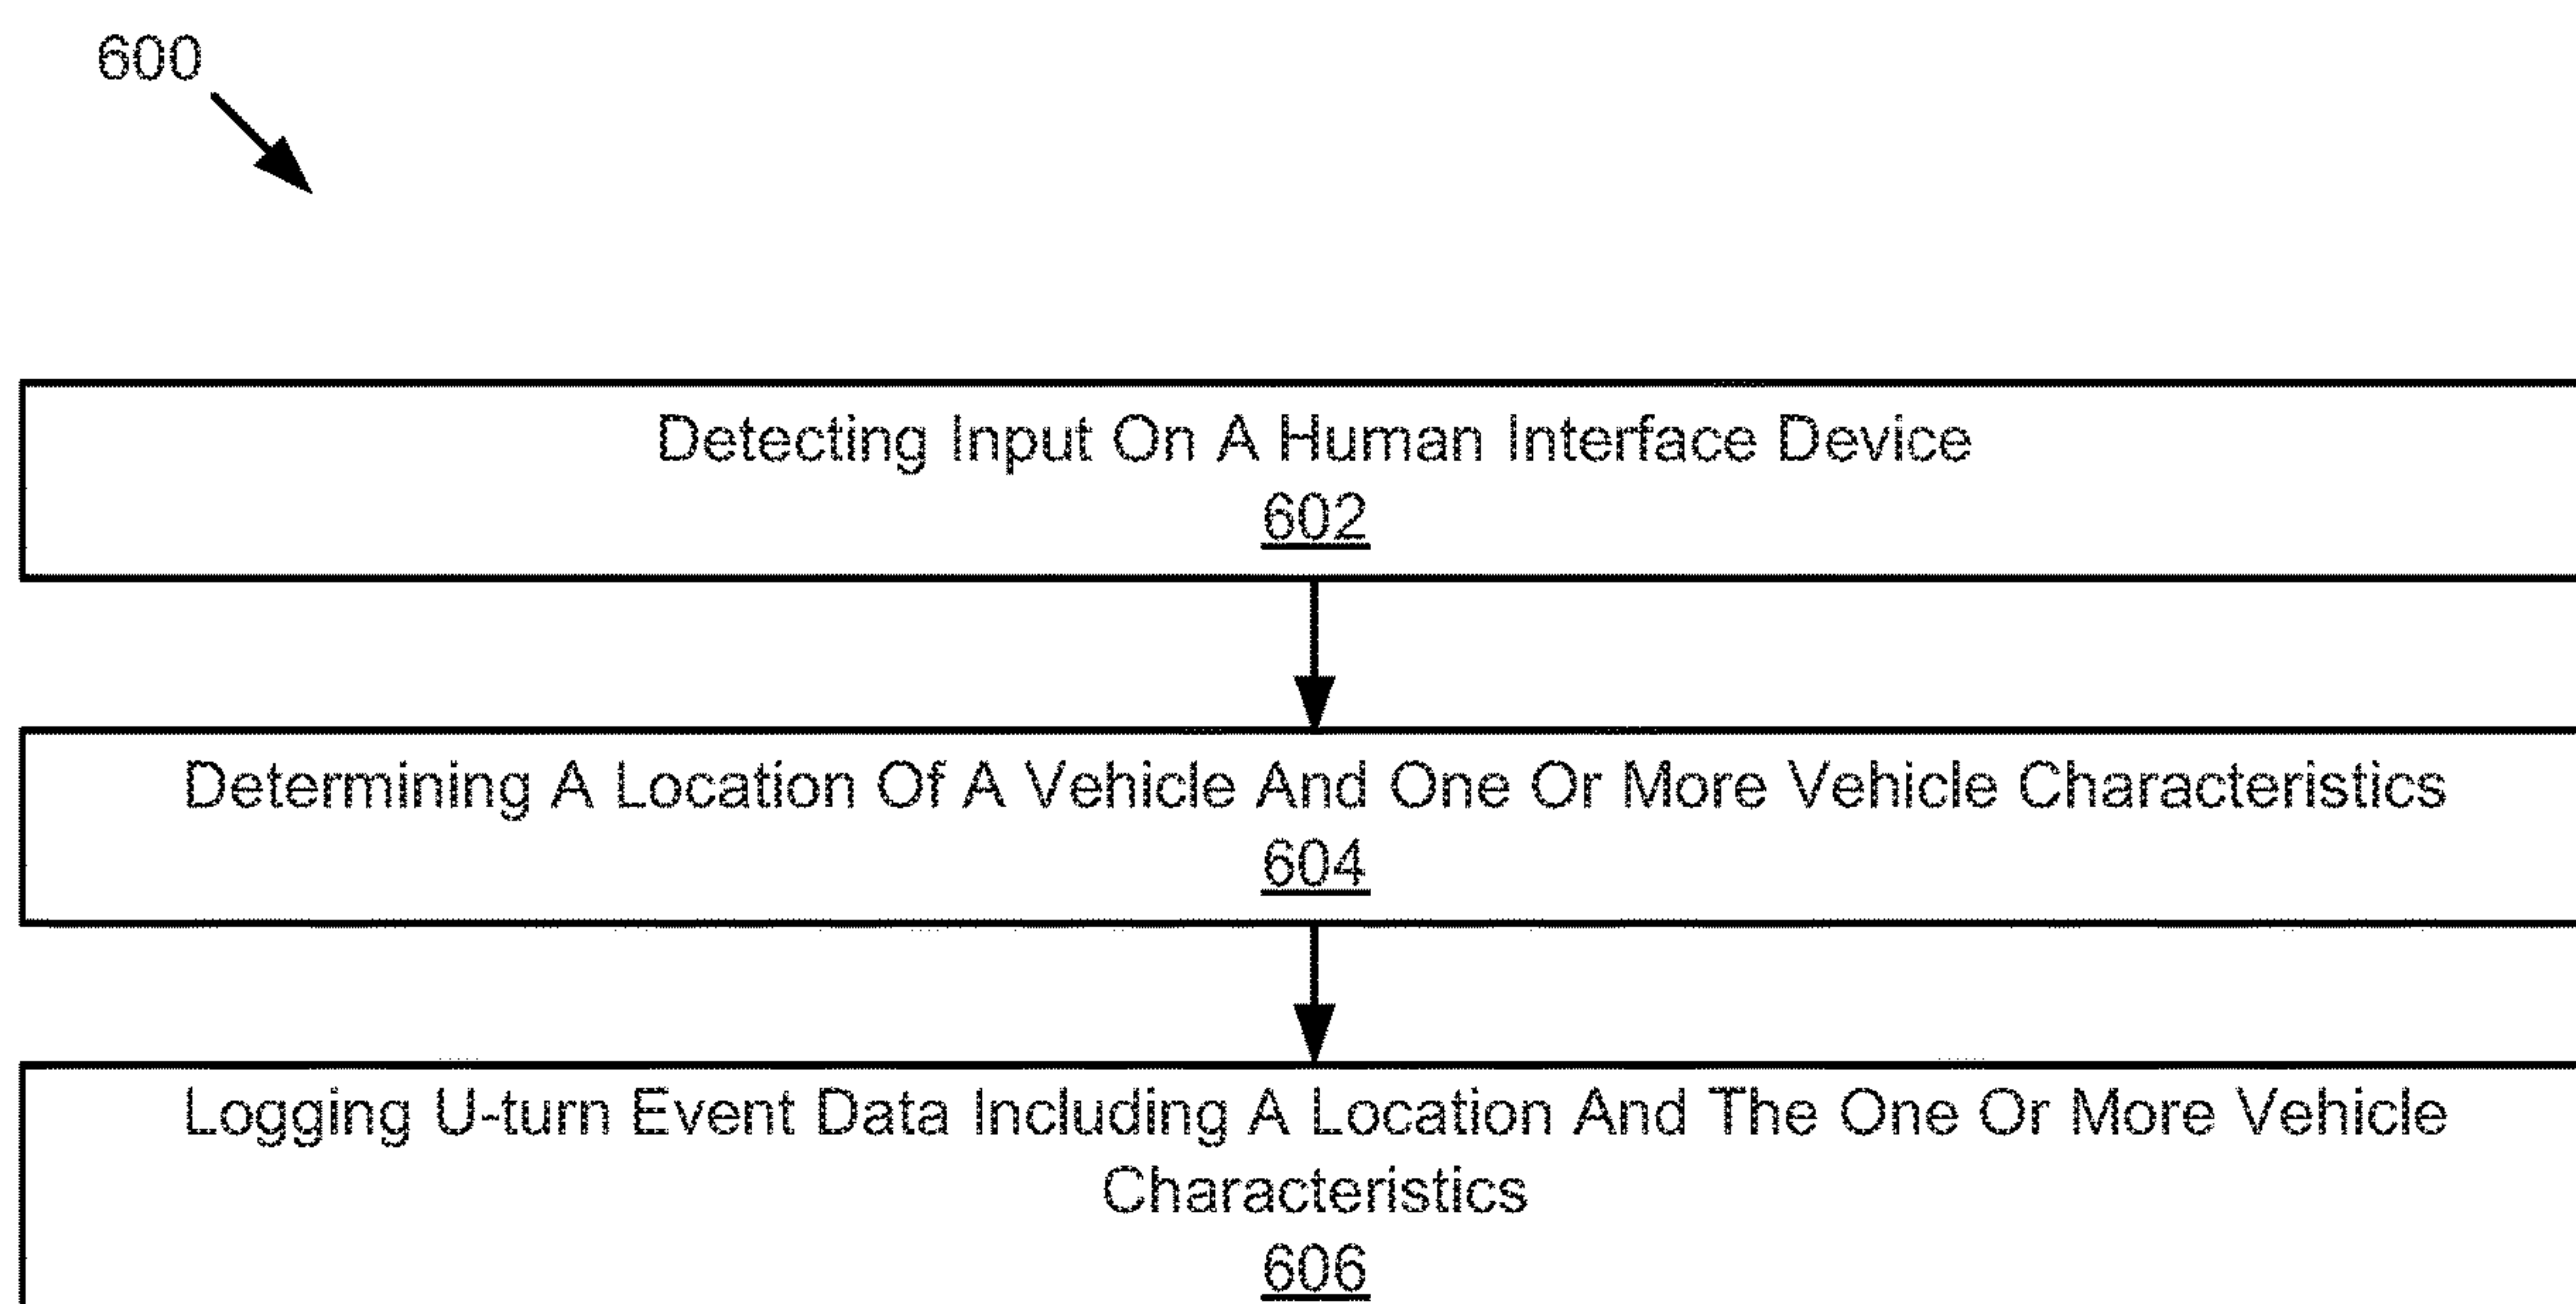 600
Detecting Input On A Human Interface Device
602
Determining A Location Of A Vehicle And One Or More Vehicle Characteristics
604
Logging U-turn Event Data Including A Location And The One Or More Vehicle
Characteristics
606